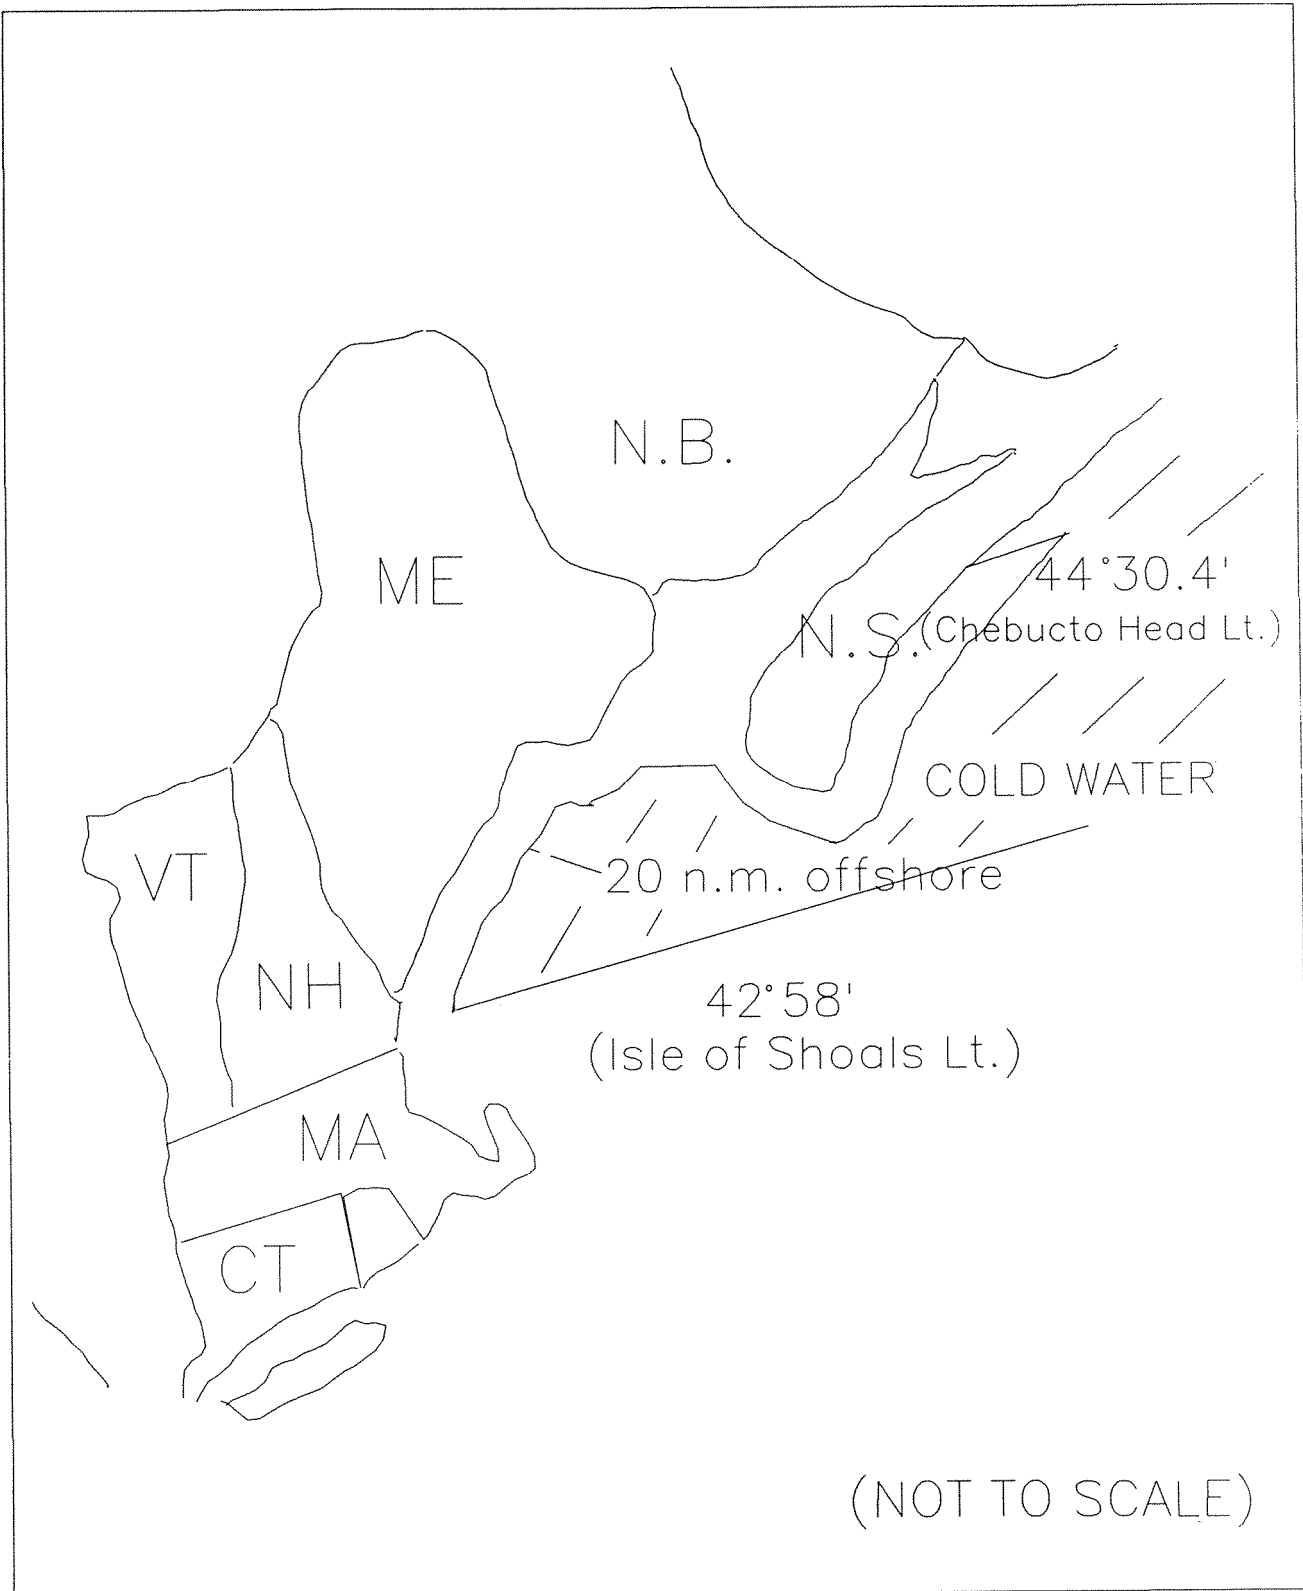 N.B.
ME
44°30.4'
N.S. (Chebucto Head Lt.)
COLD WATER
VT
20 n.m. offshore
NH
42°58'
(Isle of Shoals Lt.)
MA
CT
(NOT TO SCALE)